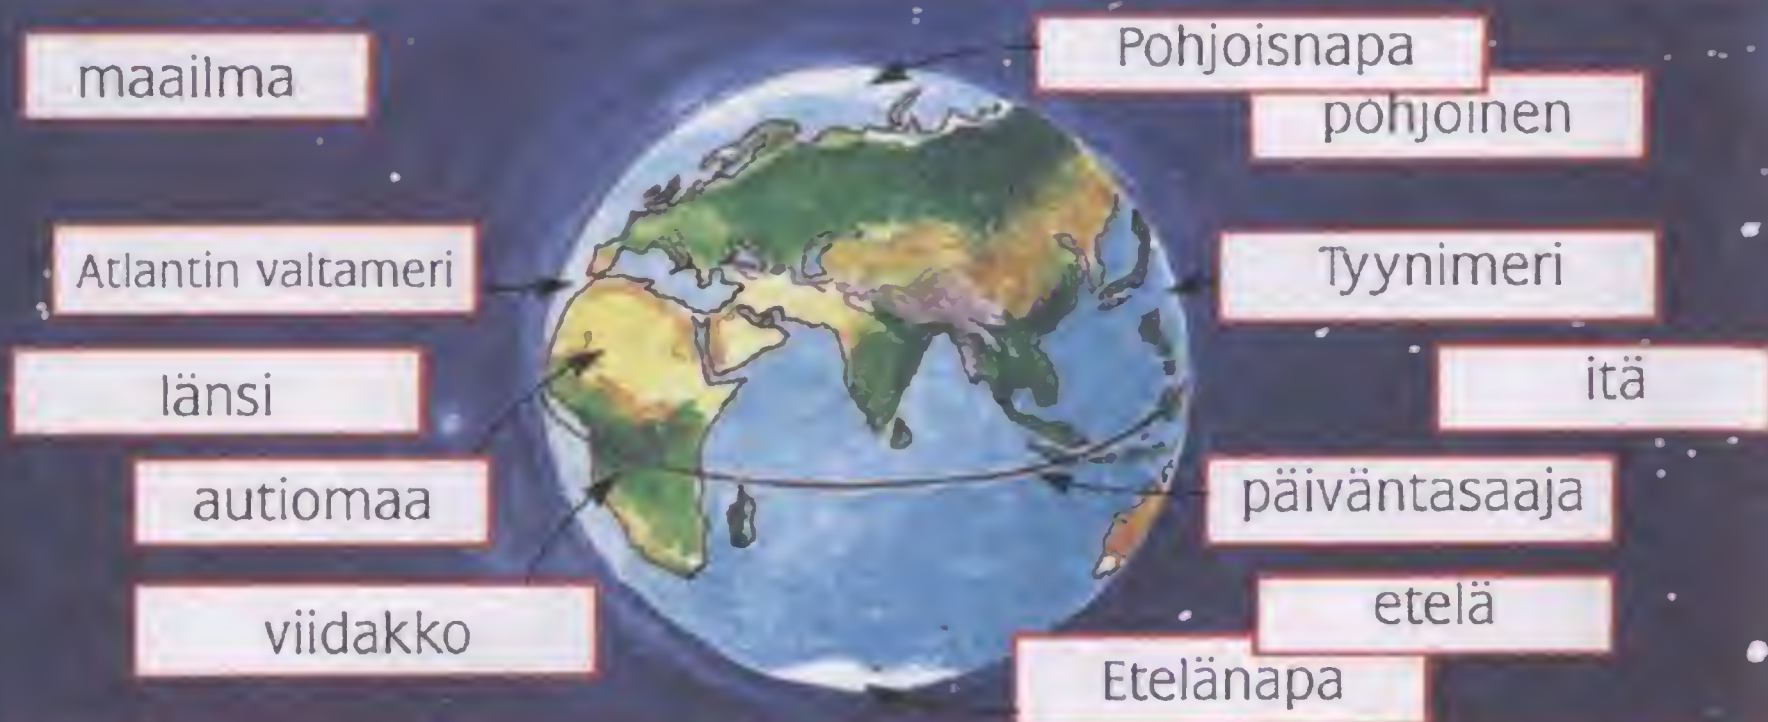 maailma
Pohjoisnapa
pohjoinen
Atlantin valtameri
Tyynimeri
länsi
itä
autiomaa
päiväntasaaja
viidakko
etelä
Etelänapa